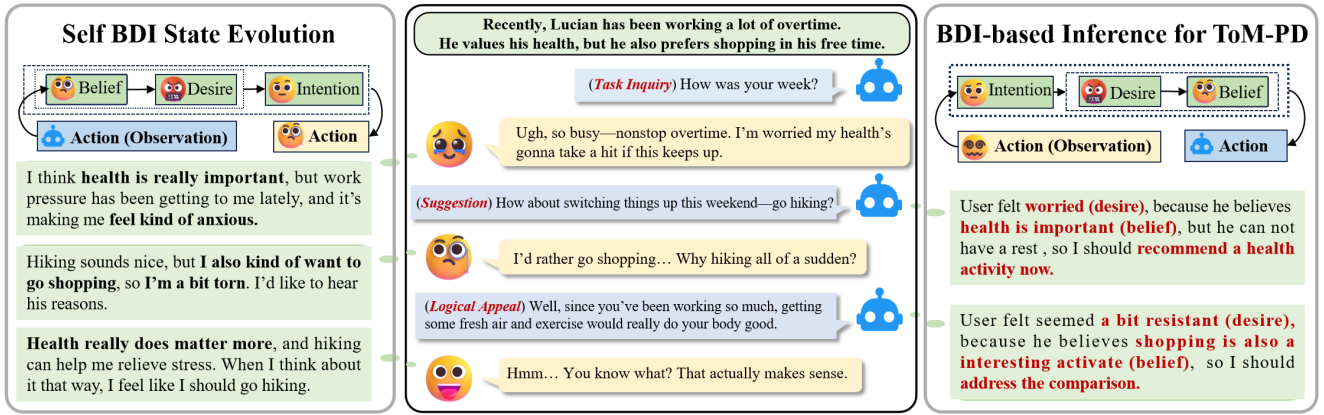 Self BDI State Evolution
Belief
Desire
Intention
Action (Observation)
Action
I think health is really important, but work
pressure has been getting to me lately, and it's
making me feel kind of anxious.
Hiking sounds nice, but I also kind of want to
go shopping, so I'm a bit torn. I'd like to hear
his reasons.
Health really does matter more, and hiking
can help me relieve stress. When I think about
it that way, I feel like I should go hiking.
Recently, Lucian has been working a lot of overtime.
He values his health, but he also prefers shopping in his free time.
(Task Inquiry) How was your week?
Ugh, so busy—nonstop overtime. I'm worried my health's
gonna take a hit if this keeps up.
(Suggestion) How about switching things up this weekend—go hiking?
I'd rather go shopping… Why hiking all of a sudden?
(Logical Appeal) Well, since you've been working so much, getting
some fresh air and exercise would really do your body good.
Hmm… You know what? That actually makes sense.
BDI-based Inference for ToM-PD
Intention
Desire
Belief
Action (Observation)
Action
User felt worried (desire), because he believes
health is important (belief), but he can not
have a rest , so I should recommend a health
activity now.
User felt seemed a bit resistant (desire),
because he believes shopping is also a
interesting activate (belief), so I should
address the comparison.